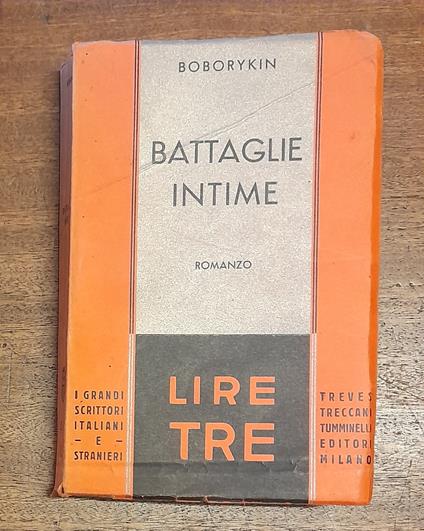 BOBORYKIN
BATTAGLIE
INTIME
ROMANZO
LIRE
TRE
I GRANDI
SCRITTORI
ITALIANI
- E -
STRANIERI
TREVES
TRECCANI
TUMMINELLI
EDITORI
MILANO